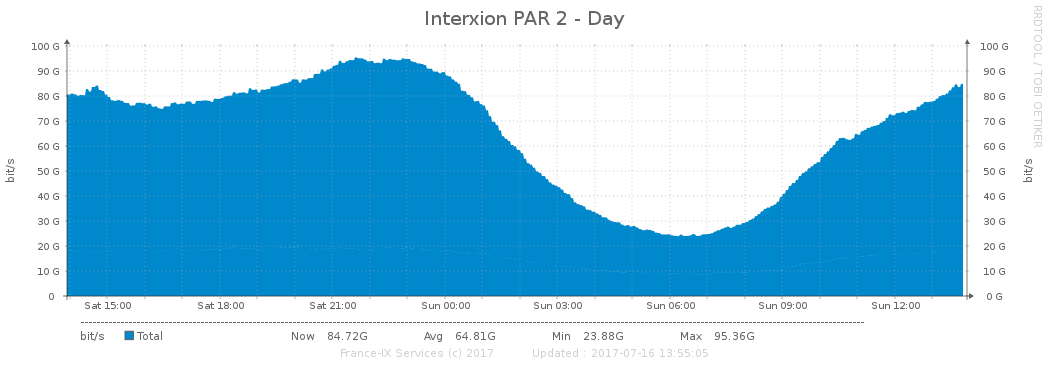 Interxion PAR 2 - Day
RRDTOOL / TOBI OETIKER
100 G 100 G
90 G 90 G
80 G 80 G
70 G 70 G
60 G 60 G
50 G 50 G
40 G 40 G
30 G 30 G
20 G 20 G
10 G 10 G
0 0 G
bit/s
bit/s
Sat 15:00 Sat 18:00 Sat 21:00 Sun 00:00 Sun 03:00 Sun 06:00 Sun 09:00 Sun 12:00
bit/s Total Now 84.72G Avg 64.81G Min 23.88G Max 95.36G
France-IX Services (c) 2017 Updated : 2017-07-16 13:55:05